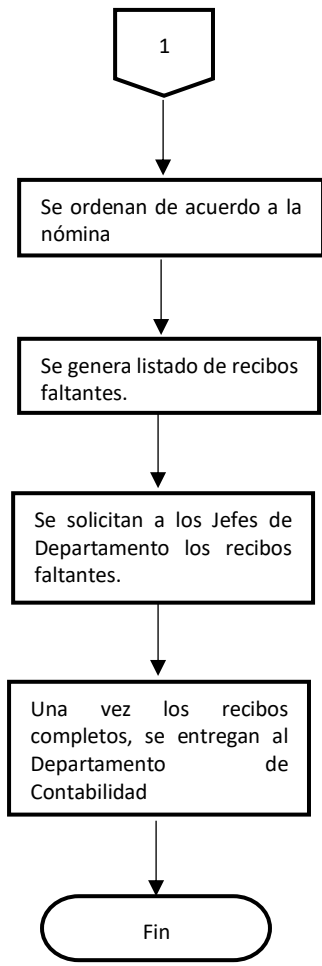 1
Se ordenan de acuerdo a la
nómina
Se genera listado de recibos
faltantes.
Se solicitan a los Jefes de
Departamento los recibos
faltantes.
Una vez los recibos
completos, se entregan al
Departamento de
Contabilidad
Fin